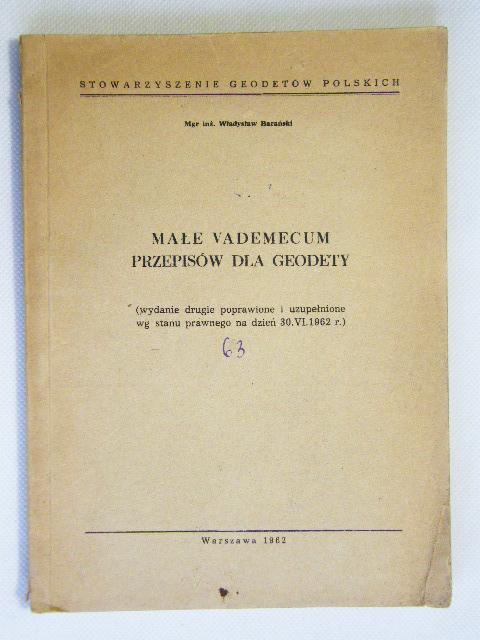 STOWARZYSZENIE GEODETÓW POLSKICH
Mgr inż. Władysław Barański
MAŁE VADEMECUM
PRZEPISÓW DLA GEODETY
(wydanie drugie poprawione i uzupełnione
wg stanu prawnego na dzień 30.VI.1962 r.)
63
Warszawa 1962